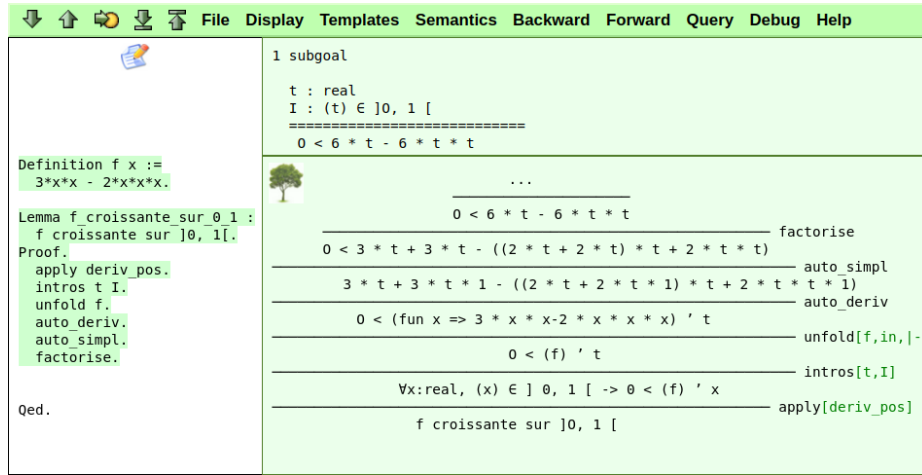 File Display Templates Semantics Backward Forward Query Debug Help
Definition f x :=
3*x*x - 2*x*x*x.
Lemma f_croissante_sur_0_1 :
f croissante sur ]0, 1[.
Proof.
apply deriv_pos.
intros t I.
unfold f.
auto_deriv.
auto_simpl.
factorise.
Qed.
1 subgoal
t : real
I : (t) ∈ ]0, 1 [
============================
0 < 6 * t - 6 * t * t
...
0 < 6 * t - 6 * t * t
factorise
0 < 3 * t + 3 * t - ((2 * t + 2 * t) * t + 2 * t * t)
auto_simpl
3 * t + 3 * t * 1 - ((2 * t + 2 * t * 1) * t + 2 * t * t * 1)
auto_deriv
0 < (fun x => 3 * x * x-2 * x * x * x) ’ t
unfold[f,in,|-
0 < (f) ’ t
intros[t,I]
∀x:real, (x) ∈ ] 0, 1 [ -> 0 < (f) ’ x
apply[deriv_pos]
f croissante sur ]0, 1 [